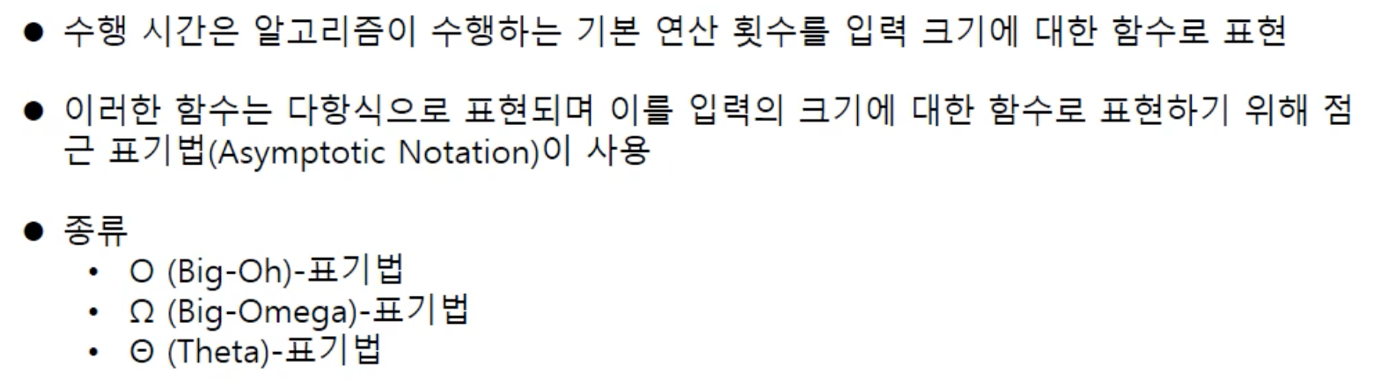 ● 수행 시간은 알고리즘이 수행하는 기본 연산 횟수를 입력 크기에 대한 함수로 표현
● 이러한 함수는 다항식으로 표현되며 이를 입력의 크기에 대한 함수로 표현하기 위해 점
근 표기법(Asymptotic Notation)이 사용
● 종류
• O (Big-Oh)-표기법
• Ω (Big-Omega)-표기법
• Θ (Theta)-표기법